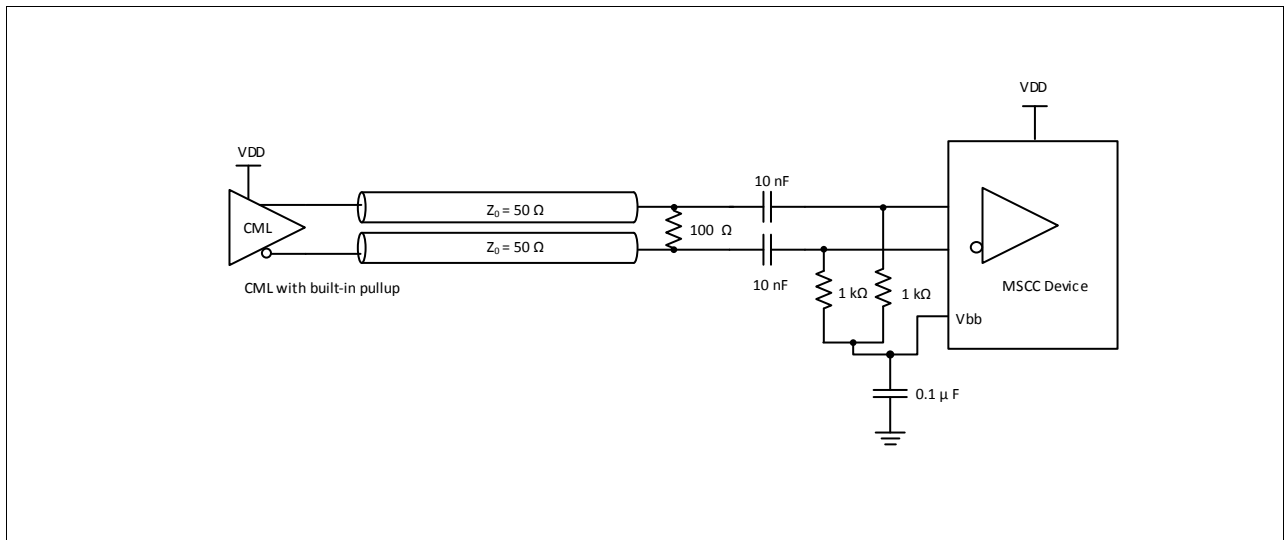 VDD
VDD
10 nF
Z₀ = 50 Ω
CML
100 Ω
Z₀ = 50 Ω
10 nF
CML with built-in pullup
1 kΩ
1 kΩ
MSCC Device
Vbb
0.1 µ F